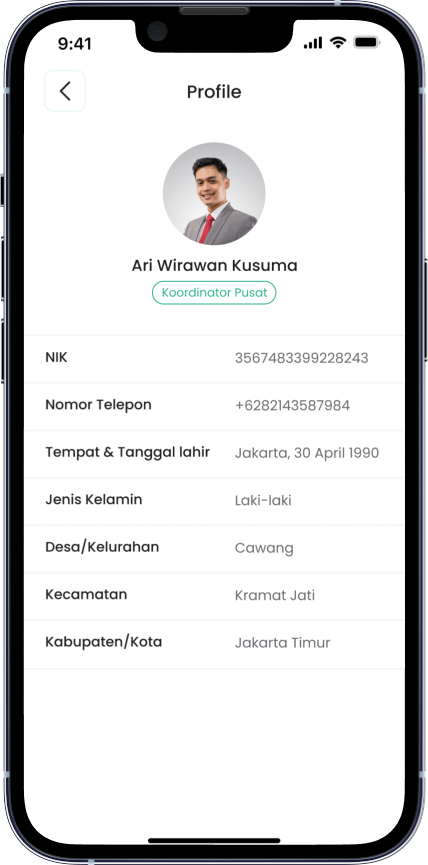 9:41
Profile
Ari Wirawan Kusuma
Koordinator Pusat
NIK 3567483399228243
Nomor Telepon +6282143587984
Tempat & Tanggal lahir Jakarta, 30 April 1990
Jenis Kelamin Laki-laki
Desa/Kelurahan Cawang
Kecamatan Kramat Jati
Kabupaten/Kota Jakarta Timur